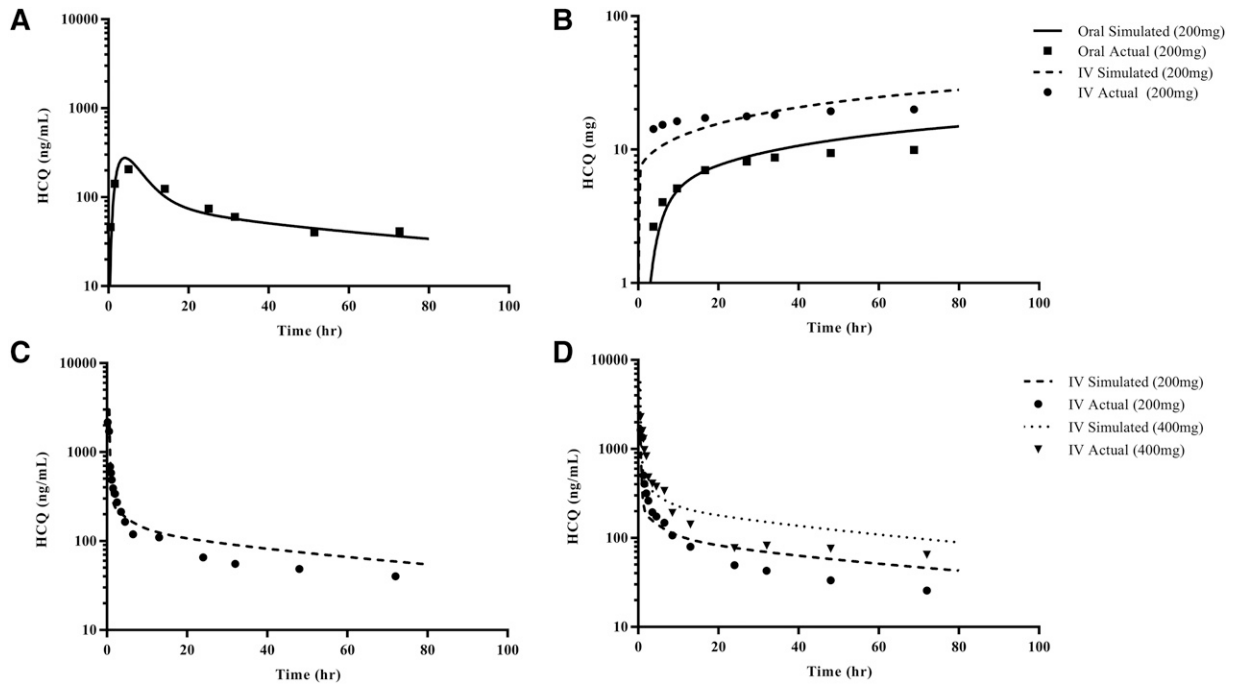 A
10000
1000
100
10
HCQ (ng/mL)
0 20 40 60 80 100
Time (hr)
B
100
10
1
HCQ (mg)
0 20 40 60 80 100
Time (hr)
Oral Simulated (200mg)
Oral Actual (200mg)
IV Simulated (200mg)
IV Actual (200mg)
C
10000
1000
100
10
HCQ (ng/mL)
0 20 40 60 80 100
Time (hr)
D
10000
1000
100
10
HCQ (ng/mL)
0 20 40 60 80 100
Time (hr)
IV Simulated (200mg)
IV Actual (200mg)
IV Simulated (400mg)
IV Actual (400mg)